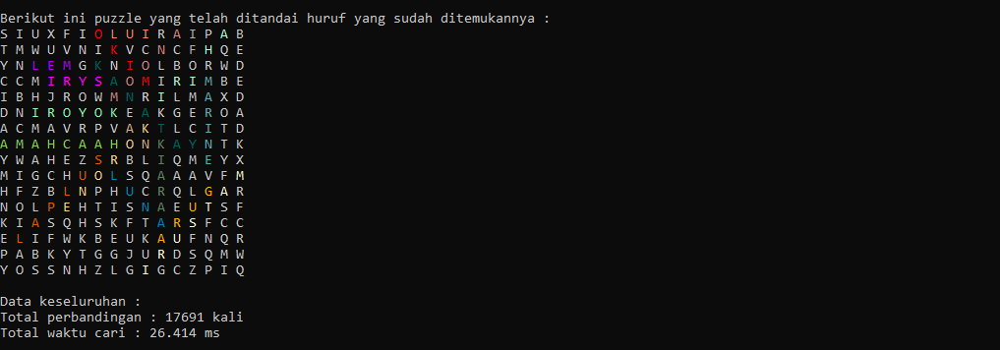 Berikut ini puzzle yang telah ditandai huruf yang sudah ditemukannya :
S I U X F I O L U I R A I P A B
T M W U V N I K V C N C F H Q E
Y N L E M G K N I O L B O R W D
C C M I R Y S A O M I R I M B E
I B H J R O W M N R I L M A X D
D N I R O Y O K E A K G E R O A
A C M A V R P V A K T L C I T D
A M A H C A A H O N K A Y N T K
Y W A H E Z S R B L I Q M E Y X
M I G C H U O L S Q A A A V F M
H F Z B L N P H U C R Q L G A R
N O L P E H T I S N A E U T S F
K I A S Q H S K F T A R S F C C
E L I F W K B E U K A U F N Q R
P A B K Y T G G J U R D S Q M W
Y O S S N H Z L G I G C Z P I Q
Data keseluruhan :
Total perbandingan : 17691 kali
Total waktu cari : 26.414 ms